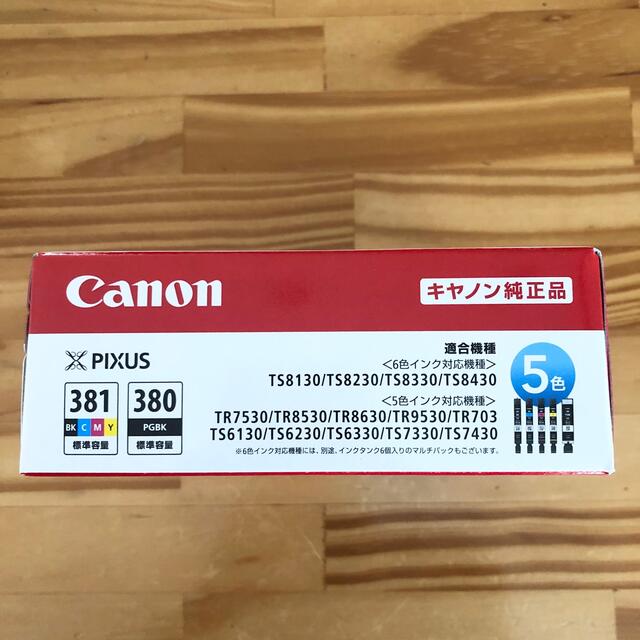 Canon
キヤノン純正品
PIXUS
381
BK C M Y
標準容量
380
PGBK
標準容量
適合機種
<6色インク対応機種>
TS8130/TS8230/TS8330/TS8430
<5色インク対応機種>
TR7530/TR8530/TR8630/TR9530/TR703
TS6130/TS6230/TS6330/TS7330/TS7430
※6色インク対応機種には、別途、インクタンク6個入りのマルチパックもございます。
5色